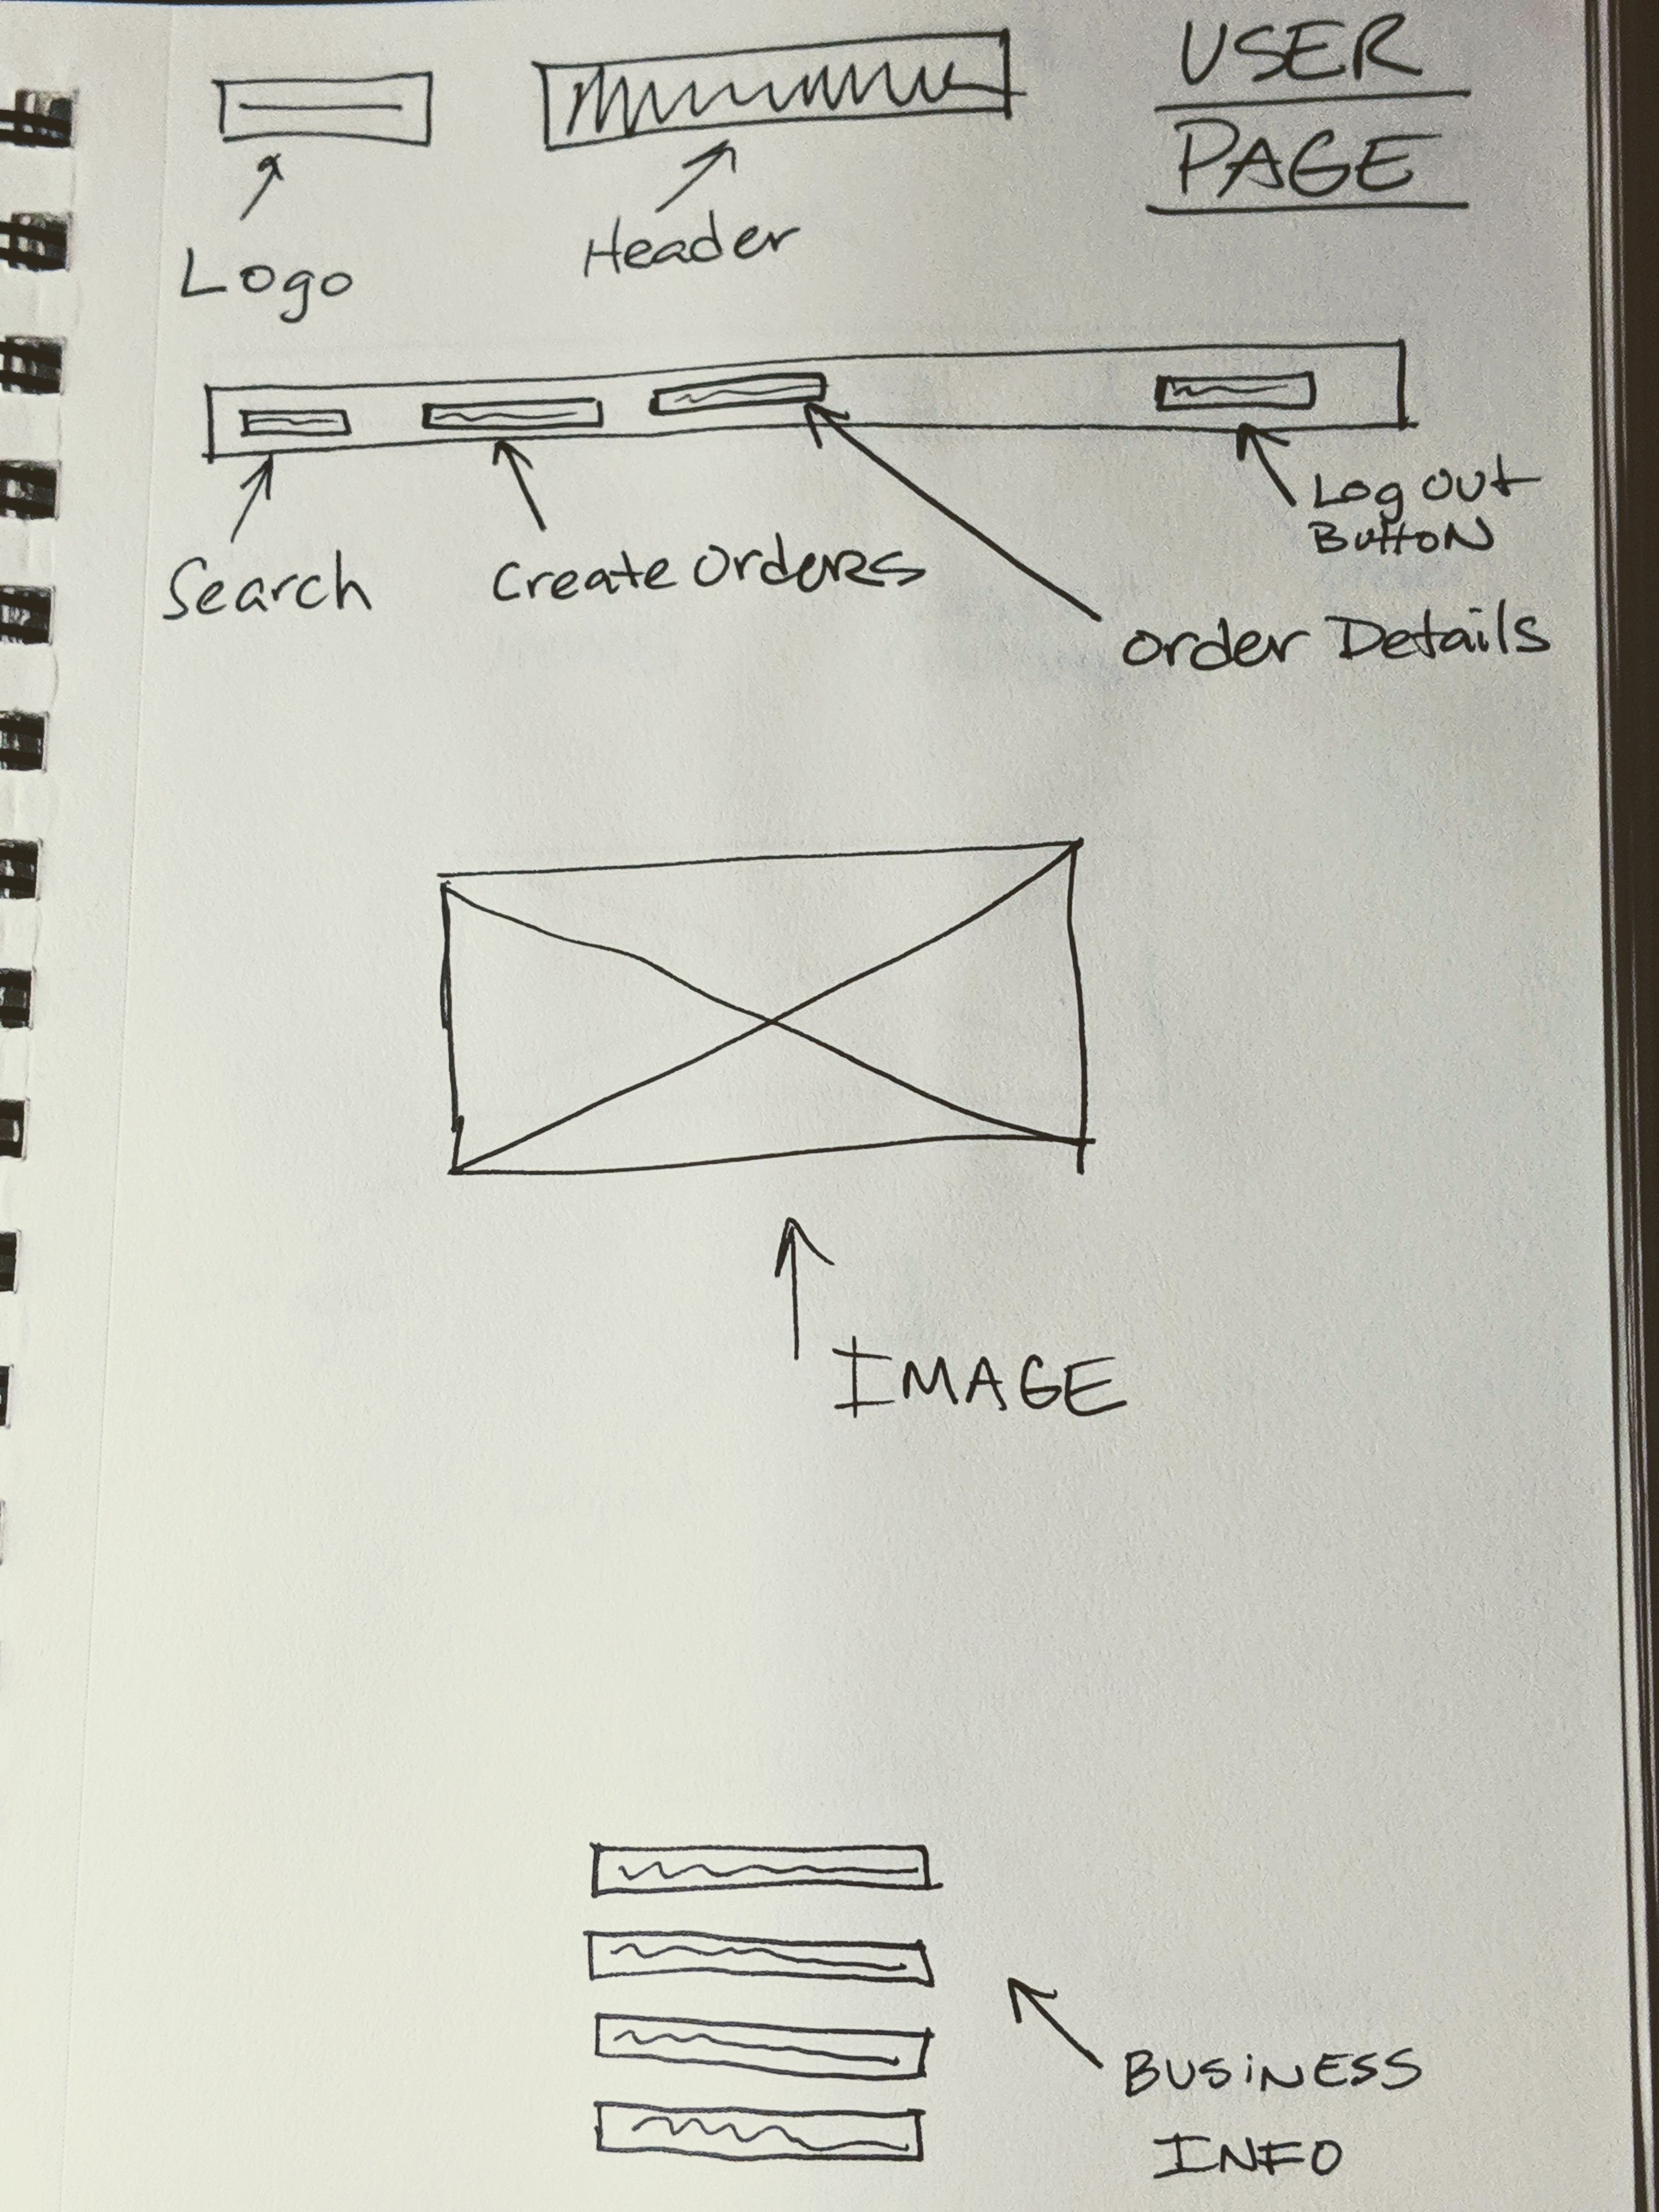 USER
PAGE
Logo
Header
Search
Create Orders
Log Out
Button
Order Details
IMAGE
BUSiNESS
INFO